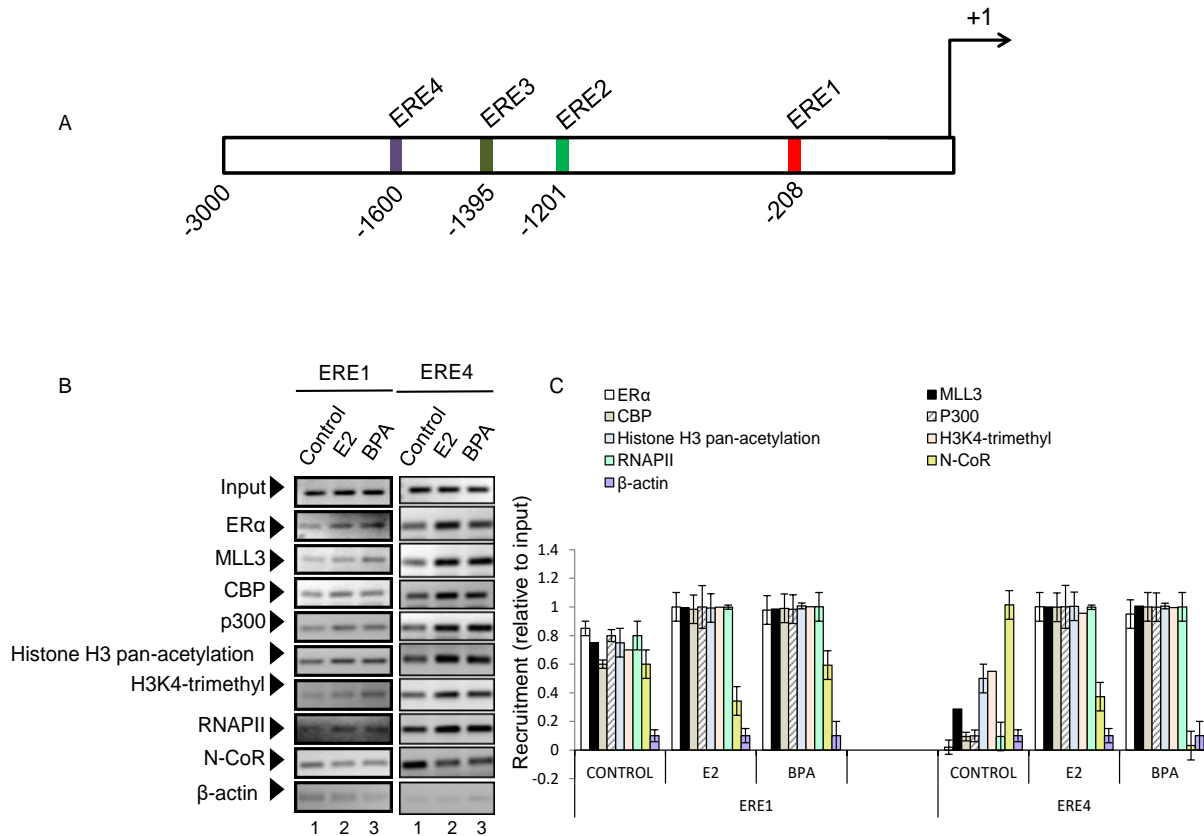 +1
A
ERE4
ERE3
ERE2
ERE1
-3000
-1600
-1395
-1201
-208
B
ERE1
ERE4
Control
E2
BPA
Control
E2
BPA
Input
ERα
MLL3
CBP
p300
Histone H3 pan-acetylation
H3K4-trimethyl
RNAPII
N-CoR
β-actin
1 2 3 1 2 3
C
ERα
MLL3
CBP
P300
Histone H3 pan-acetylation
H3K4-trimethyl
RNAPII
N-CoR
β-actin
Recruitment (relative to input)
1.4
1.2
1
0.8
0.6
0.4
0.2
0
-0.2
CONTROL E2 BPA CONTROL E2 BPA
ERE1 ERE4